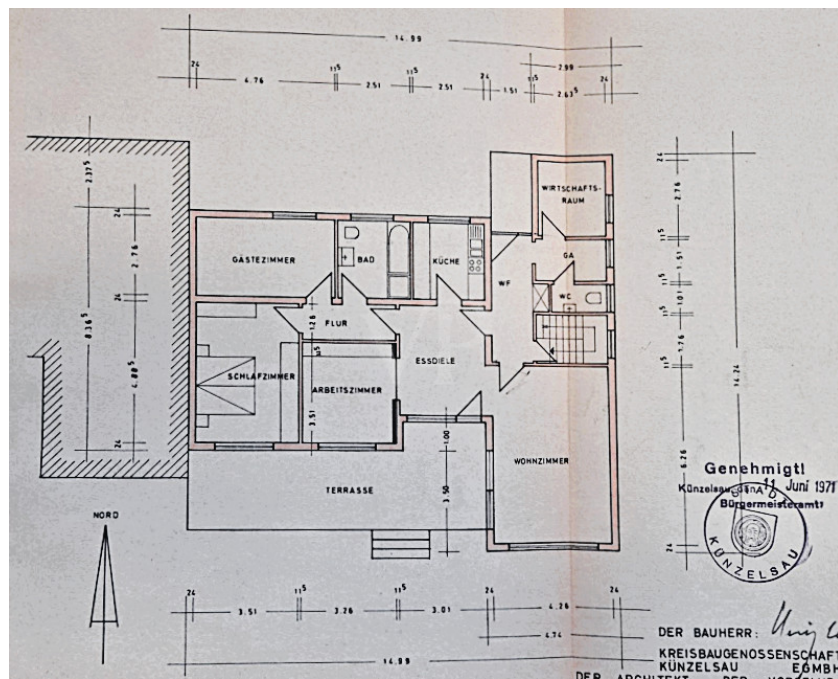 14.99
2.99
24
4.76
11⁵
2.51
11⁵
2.51
24
1.51
11⁵
2.63⁵
24
2.37⁵
8.36⁵
24
2.76
24
4.00⁵
24
GÄSTEZIMMER
BAD
KÜCHE
WIRTSCHAFTS-
RAUM
GA
WF
WC
FLUR
1.26
ESSDIELE
SCHLAFZIMMER
ARBEITSZIMMER
3.51
WOHNZIMMER
TERRASSE
1.00
3.50
24
2.76
11⁵
1.51
11⁵
1.01
11⁵
1.76
11⁵
6.26
24
14.24
NORD
Genehmigt!
Künzelsau, den 11. Juni 1971
Bürgermeisteramt
KÜNZELSAU
24
3.51
11⁵
3.26
11⁵
3.01
24
4.26
24
4.74
14.99
DER BAUHERR:
KREISBAUGENOSSENSCHAFT
KÜNZELSAU EGMBH
DER ARCHITEKT